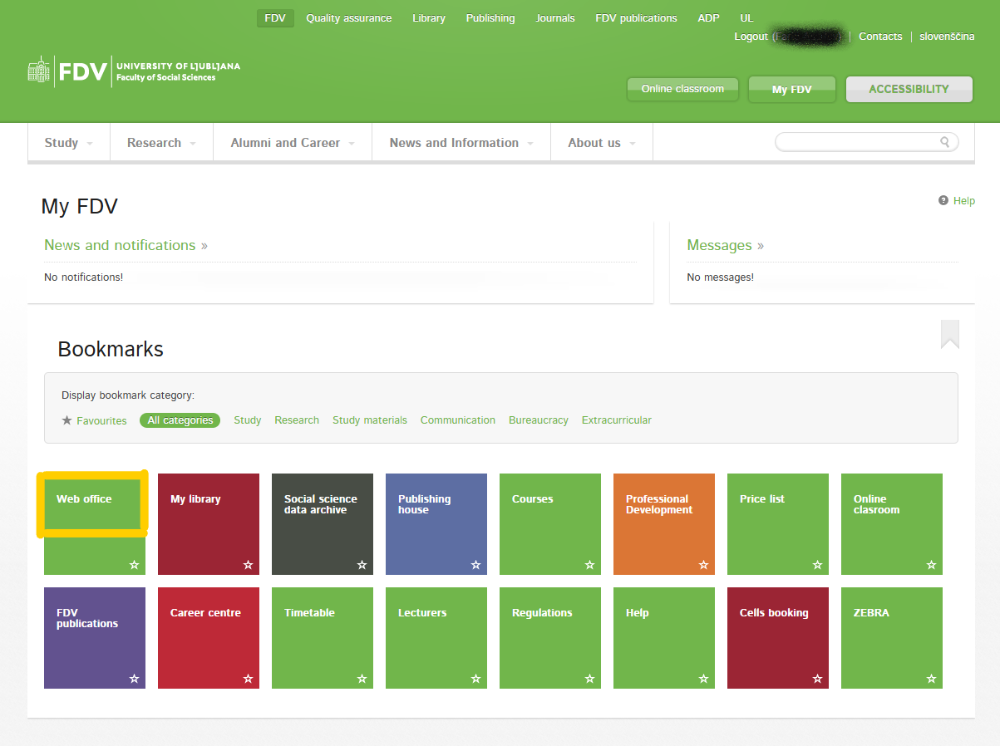 FDV Quality assurance Library Publishing Journals FDV publications ADP UL
Logout | Contacts | slovenščina
FDV UNIVERSITY OF LJUBLJANA
Faculty of Social Sciences
Online classroom My FDV ACCESSIBILITY
Study Research Alumni and Career News and Information About us
My FDV
Help
News and notifications »
No notifications!
Messages »
No messages!
Bookmarks
Display bookmark category:
Favourites All categories Study Research Study materials Communication Bureaucracy Extracurricular
Web office
My library
Social science
data archive
Publishing
house
Courses
Professional
Development
Price list
Online
clasroom
FDV
publications
Career centre
Timetable
Lecturers
Regulations
Help
Cells booking
ZEBRA